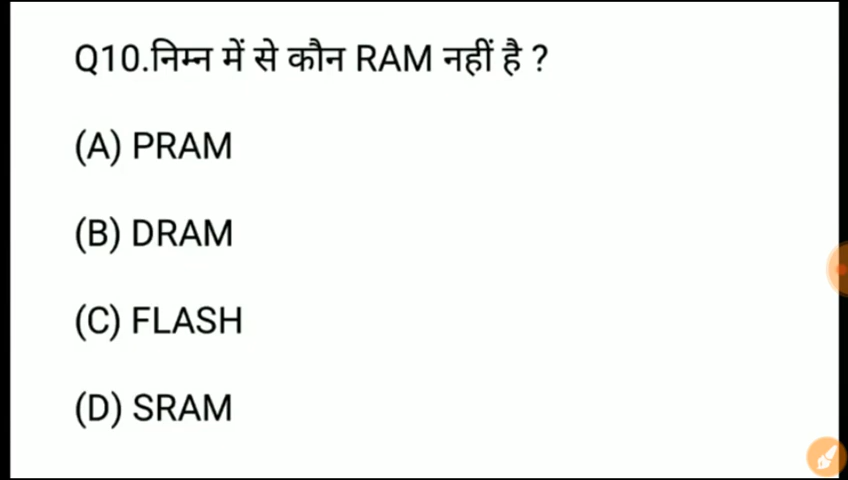 Q10.निम्न में से कौन RAM नहीं है ?
(A) PRAM
(B) DRAM
(C) FLASH
(D) SRAM